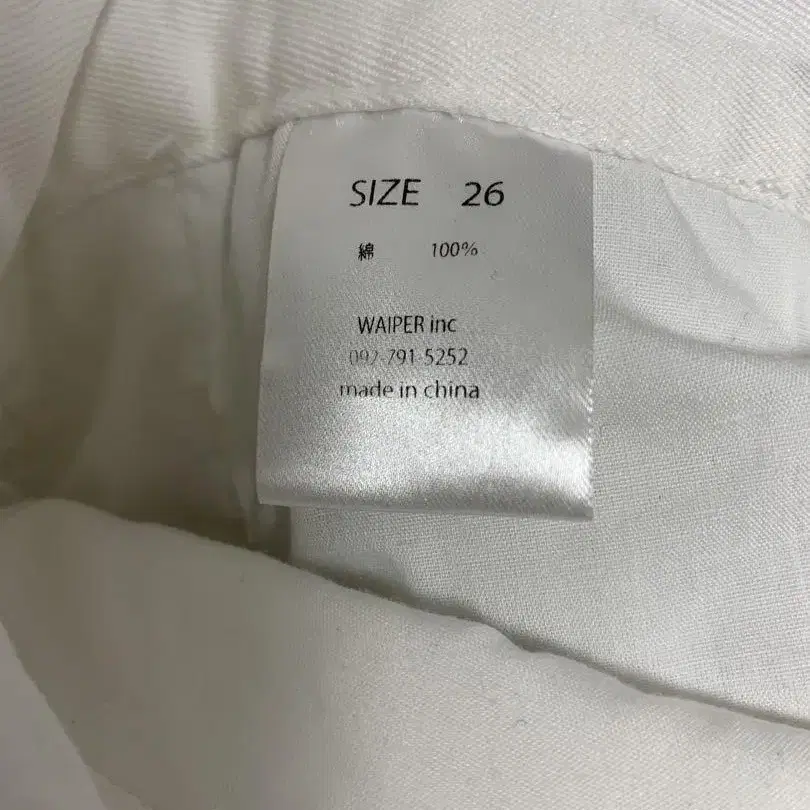 SIZE 26
綿 100%
WAIPER inc
092-791-5252
made in china